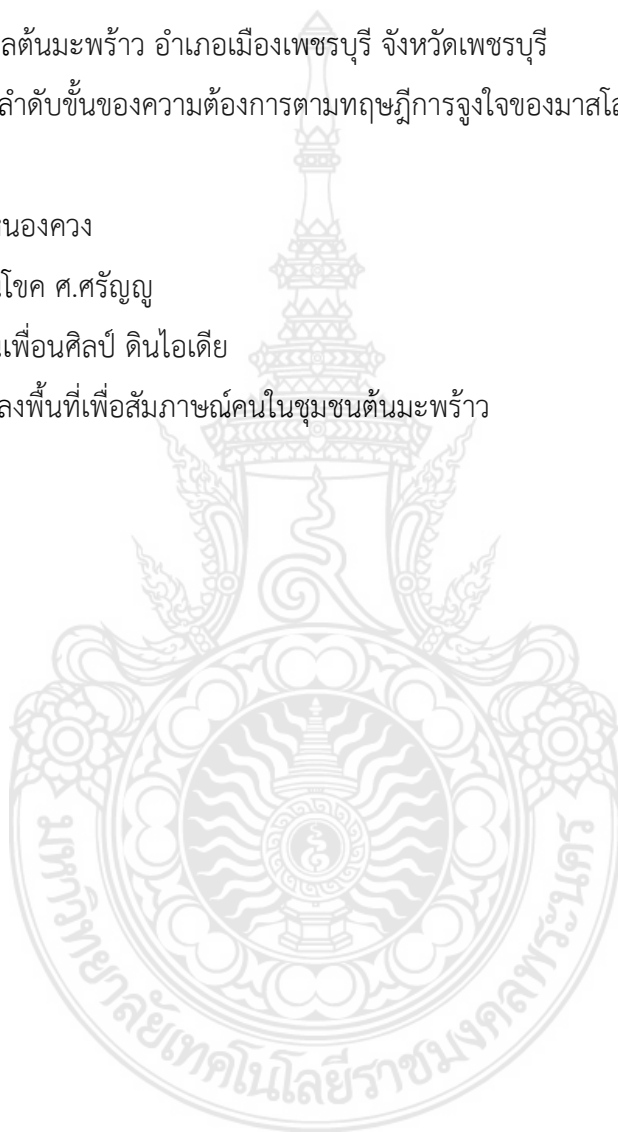 ลต้นมะพร้าว อำเภอเมืองเพชรบุรี จังหวัดเพชรบุรี
ลำดับขั้นของความต้องการตามทฤษฎีการจูงใจของมาสโล
หนองควง
โชค ศ.ศรัญญู
เพื่อนศิลป์ ดินไอเดีย
ลงพื้นที่เพื่อสัมภาษณ์คนในชุมชนต้นมะพร้าว
มหาวิทยาลัยเทคโนโลยีราชมงคลพระนคร